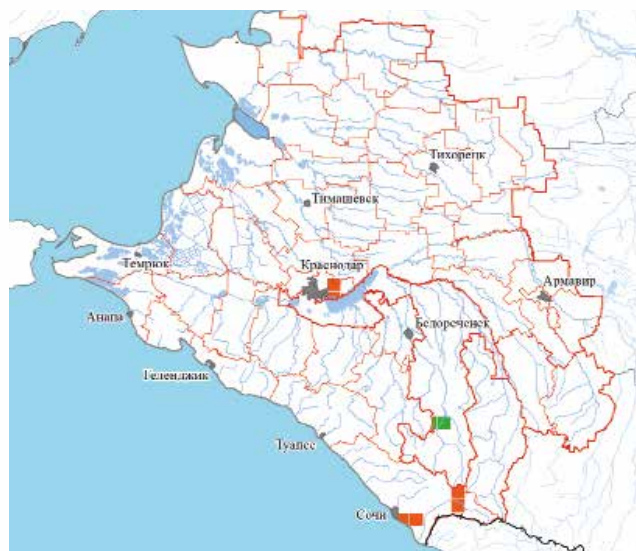 Тихорецк
Тимашевск
Краснодар
Темрюк
Армавир
Анапа
Белореченск
Геленджик
Туапсе
Сочи